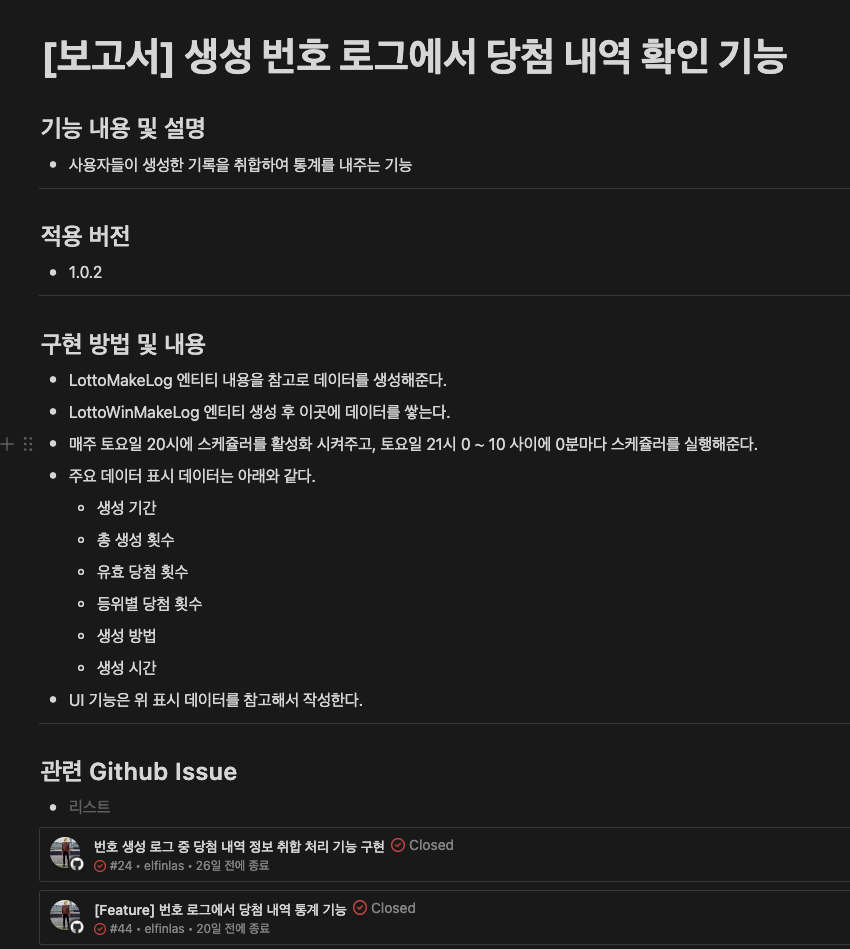 [보고서] 생성 번호 로그에서 당첨 내역 확인 기능
기능 내용 및 설명
사용자들이 생성한 기록을 취합하여 통계를 내주는 기능
적용 버전
1.0.2
구현 방법 및 내용
LottoMakeLog 엔티티 내용을 참고로 데이터를 생성해준다.
LottoWinMakeLog 엔티티 생성 후 이곳에 데이터를 쌓는다.
매주 토요일 20시에 스케쥴러를 활성화 시켜주고, 토요일 21시 0 ~ 10 사이에 0분마다 스케쥴러를 실행해준다.
주요 데이터 표시 데이터는 아래와 같다.
생성 기간
총 생성 횟수
유효 당첨 횟수
등위별 당첨 횟수
생성 방법
생성 시간
UI 기능은 위 표시 데이터를 참고해서 작성한다.
관련 Github Issue
리스트
번호 생성 로그 중 당첨 내역 정보 취합 처리 기능 구현 Closed
#24 • elfinlas • 26일 전에 종료
[Feature] 번호 로그에서 당첨 내역 통계 기능 Closed
#44 • elfinlas • 20일 전에 종료